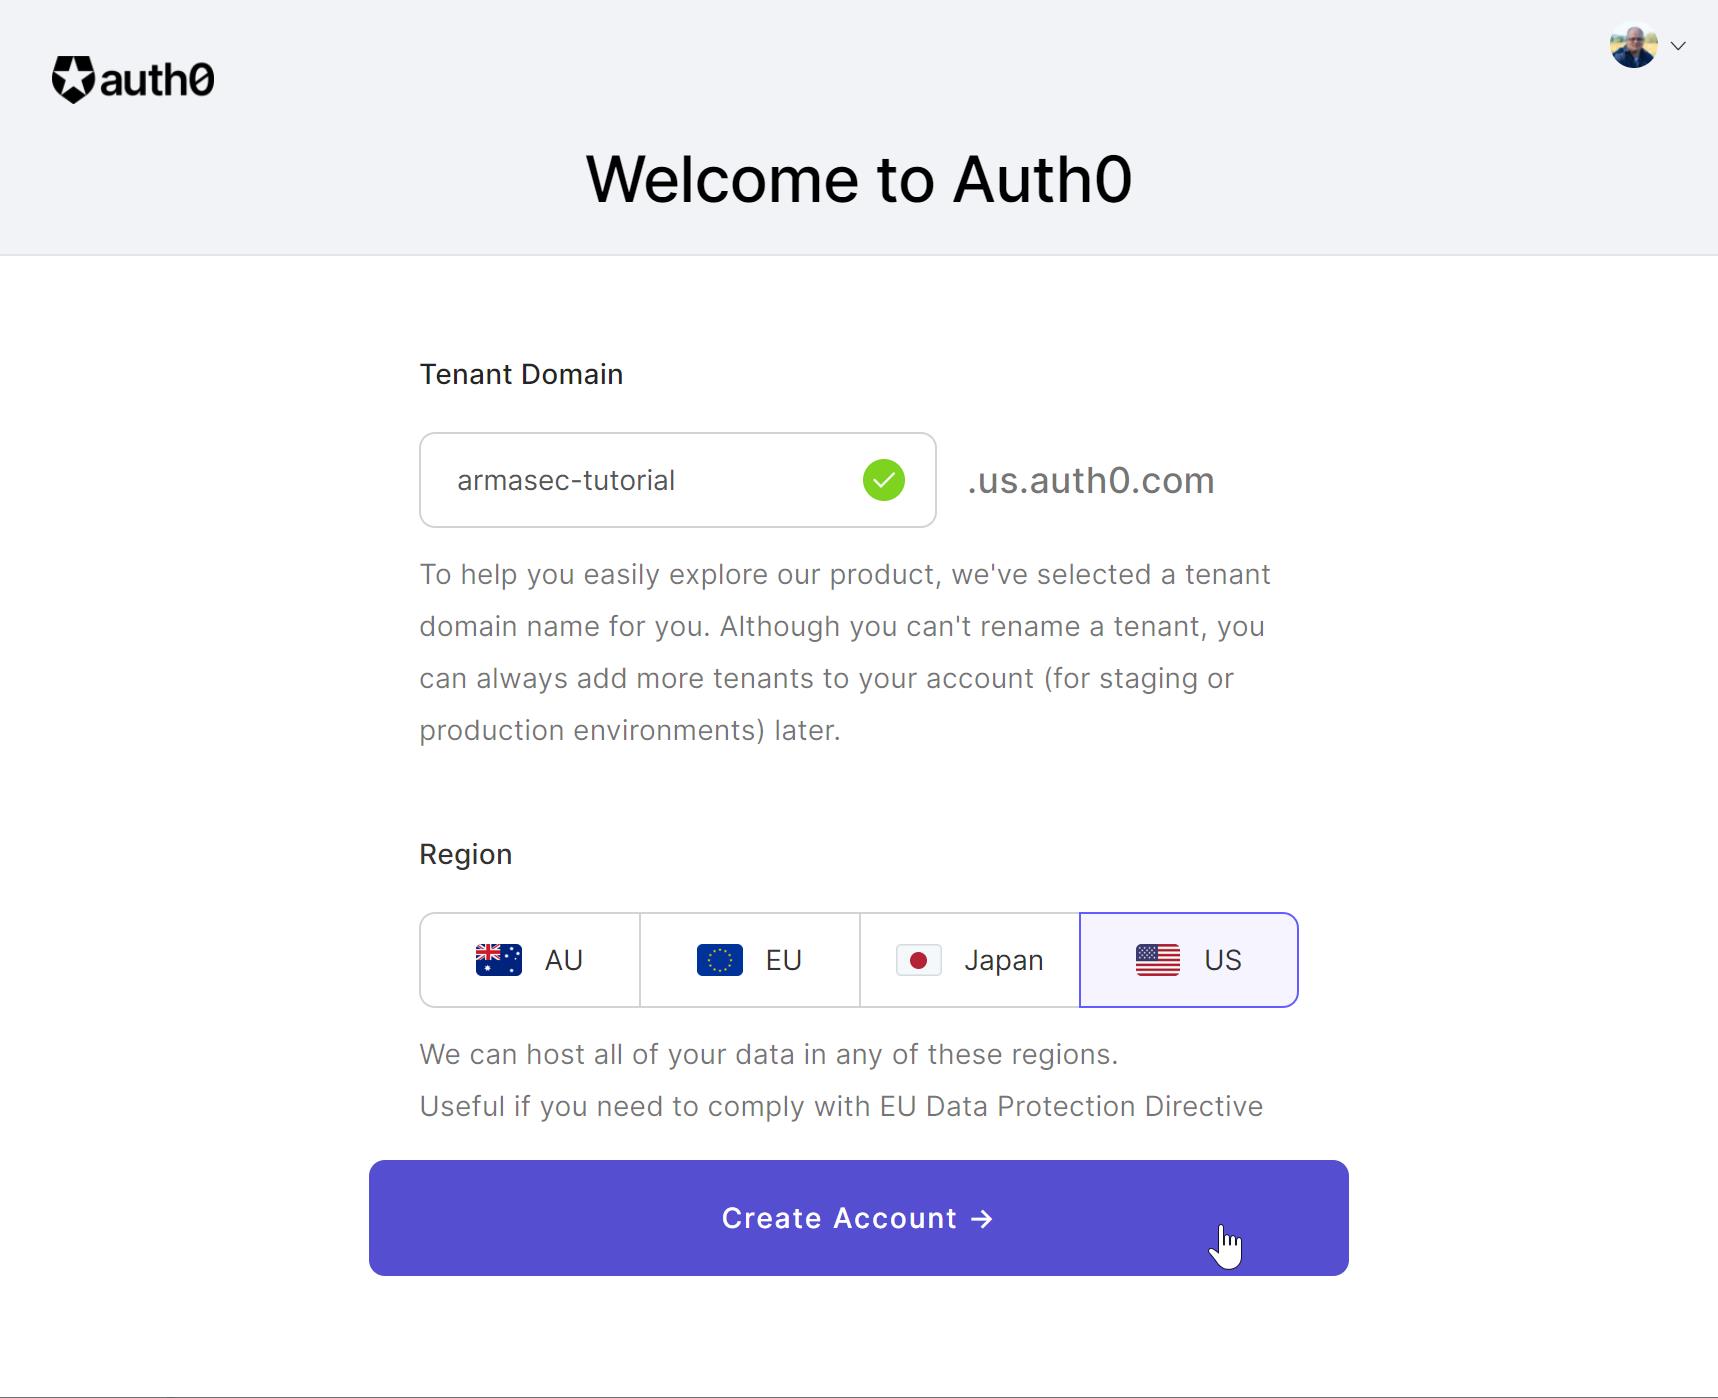 auth0
Welcome to Auth0
Tenant Domain
armasec-tutorial
.us.auth0.com
To help you easily explore our product, we've selected a tenant
domain name for you. Although you can't rename a tenant, you
can always add more tenants to your account (for staging or
production environments) later.
Region
AU
EU
Japan
US
We can host all of your data in any of these regions.
Useful if you need to comply with EU Data Protection Directive
Create Account →